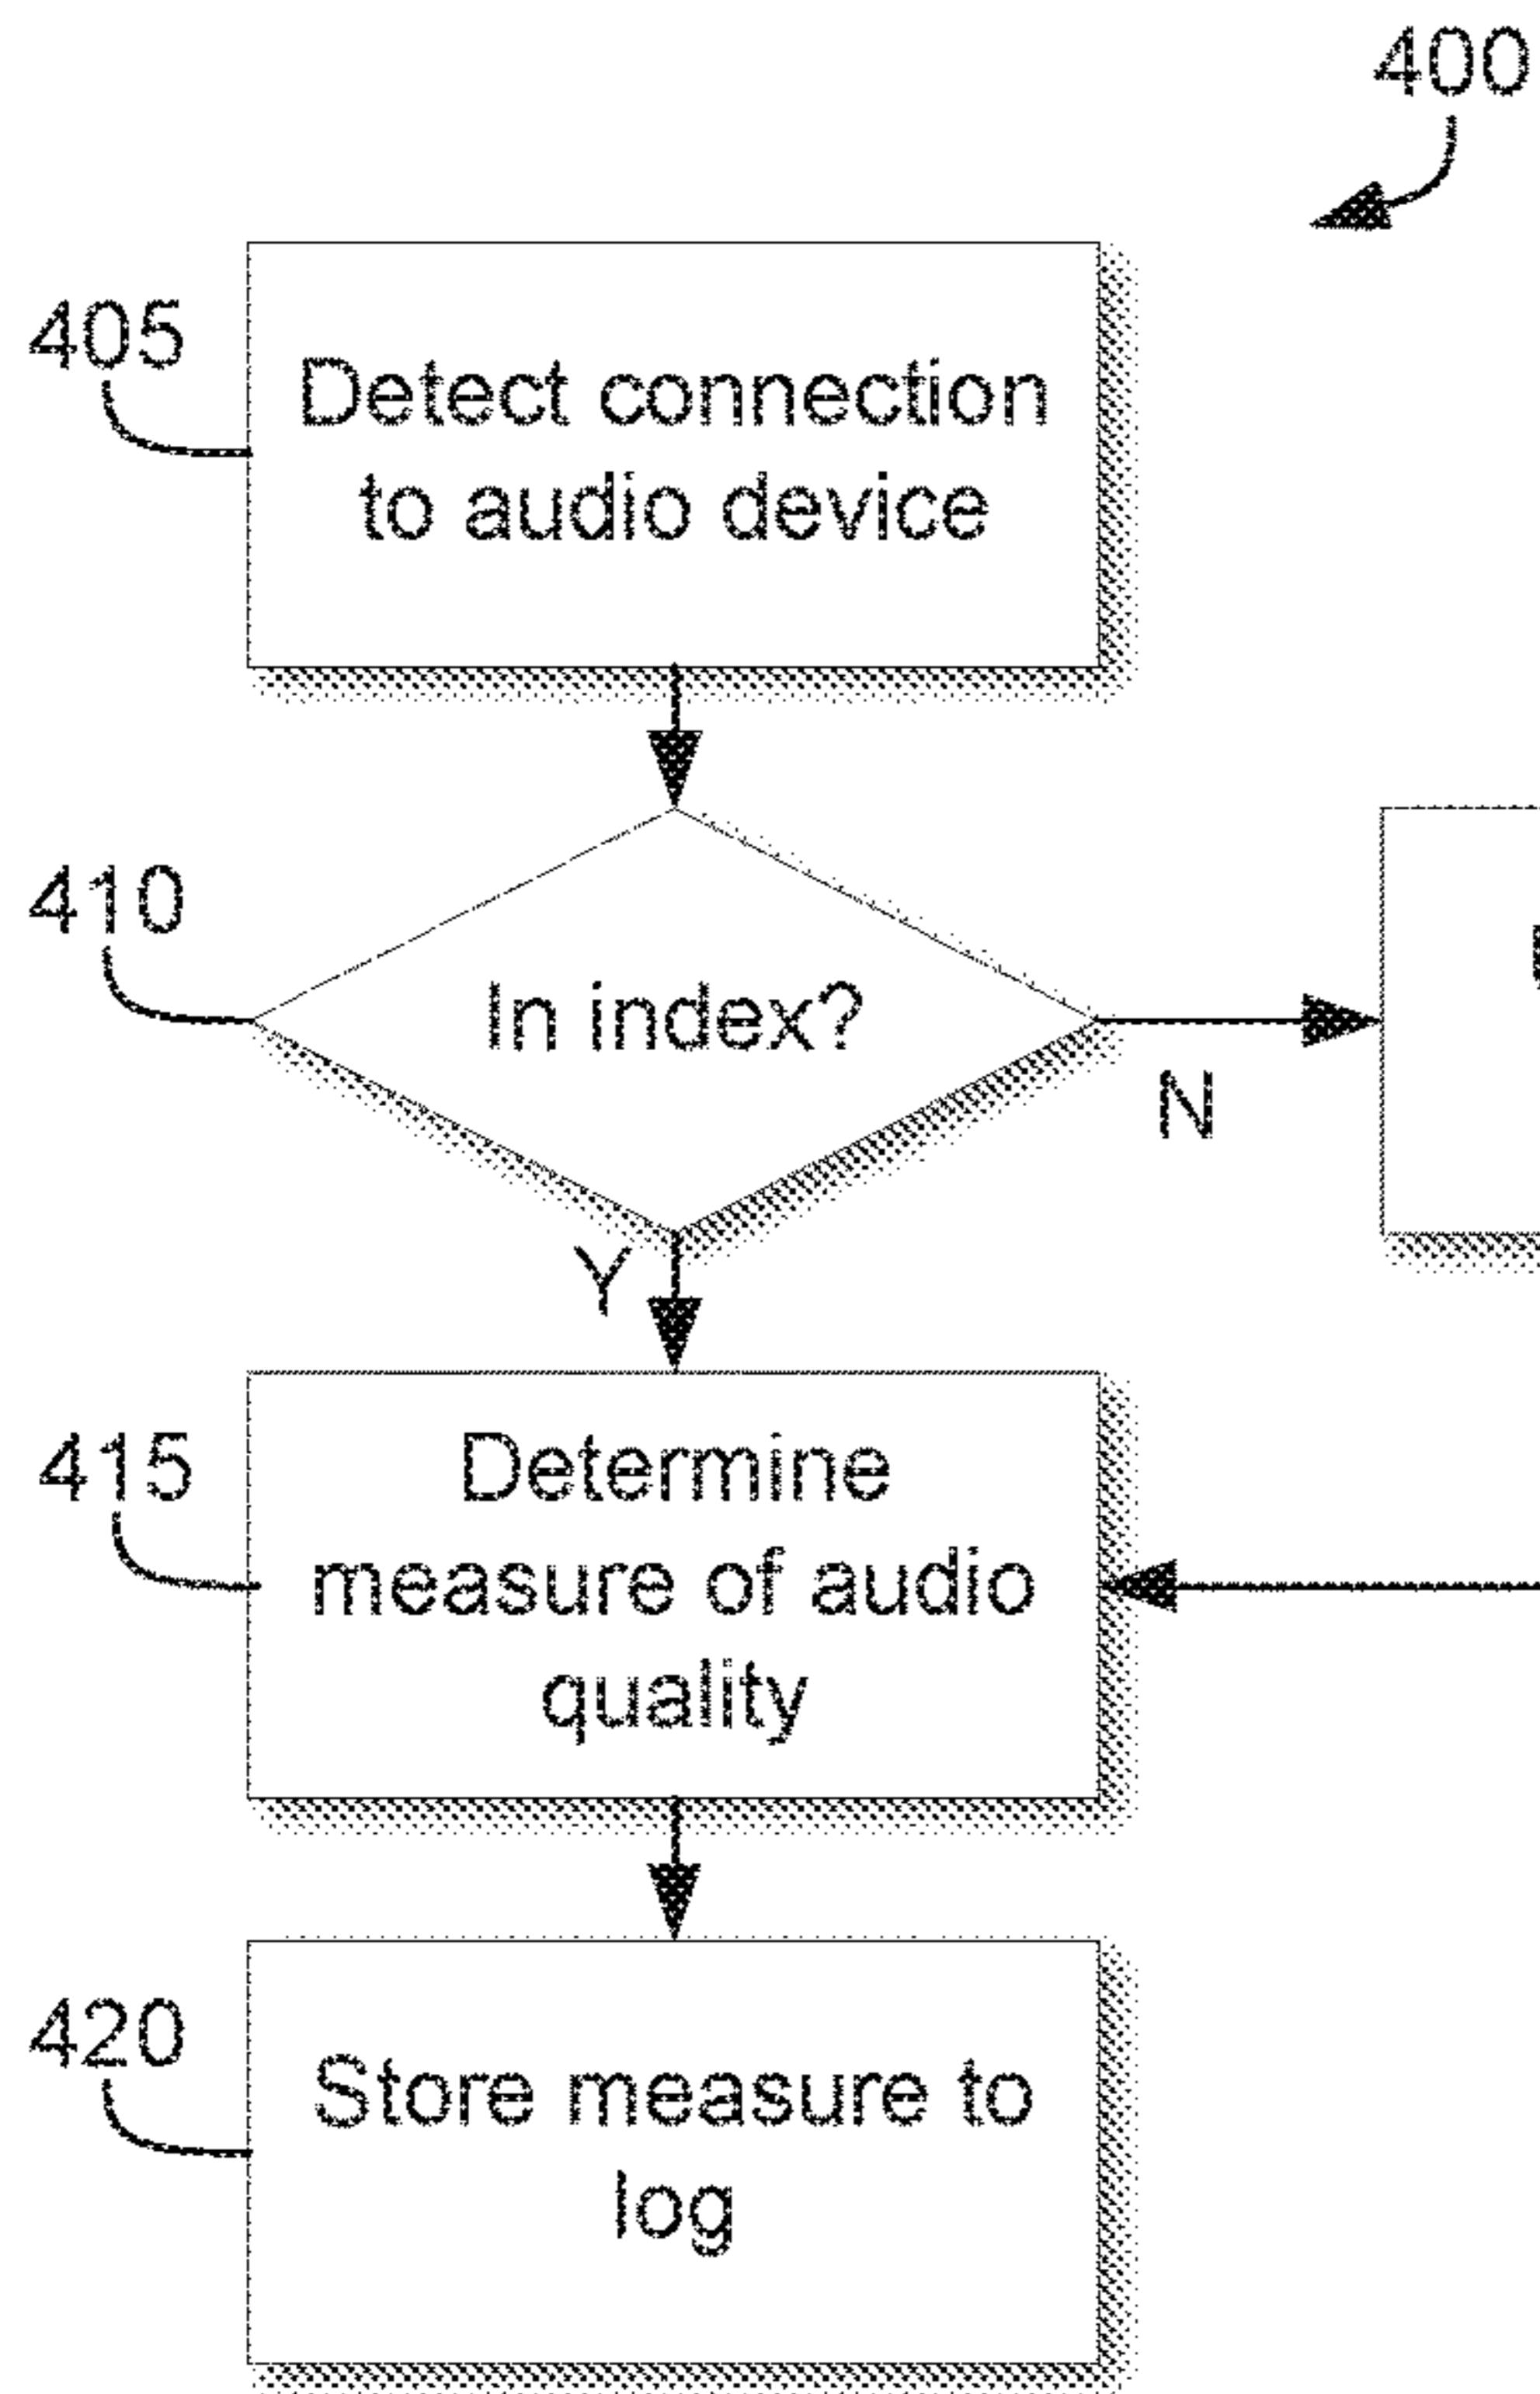 400
405
Detect connection
to audio device
410
In index?
N
Y
415
Determine
measure of audio
quality
420
Store measure to
log